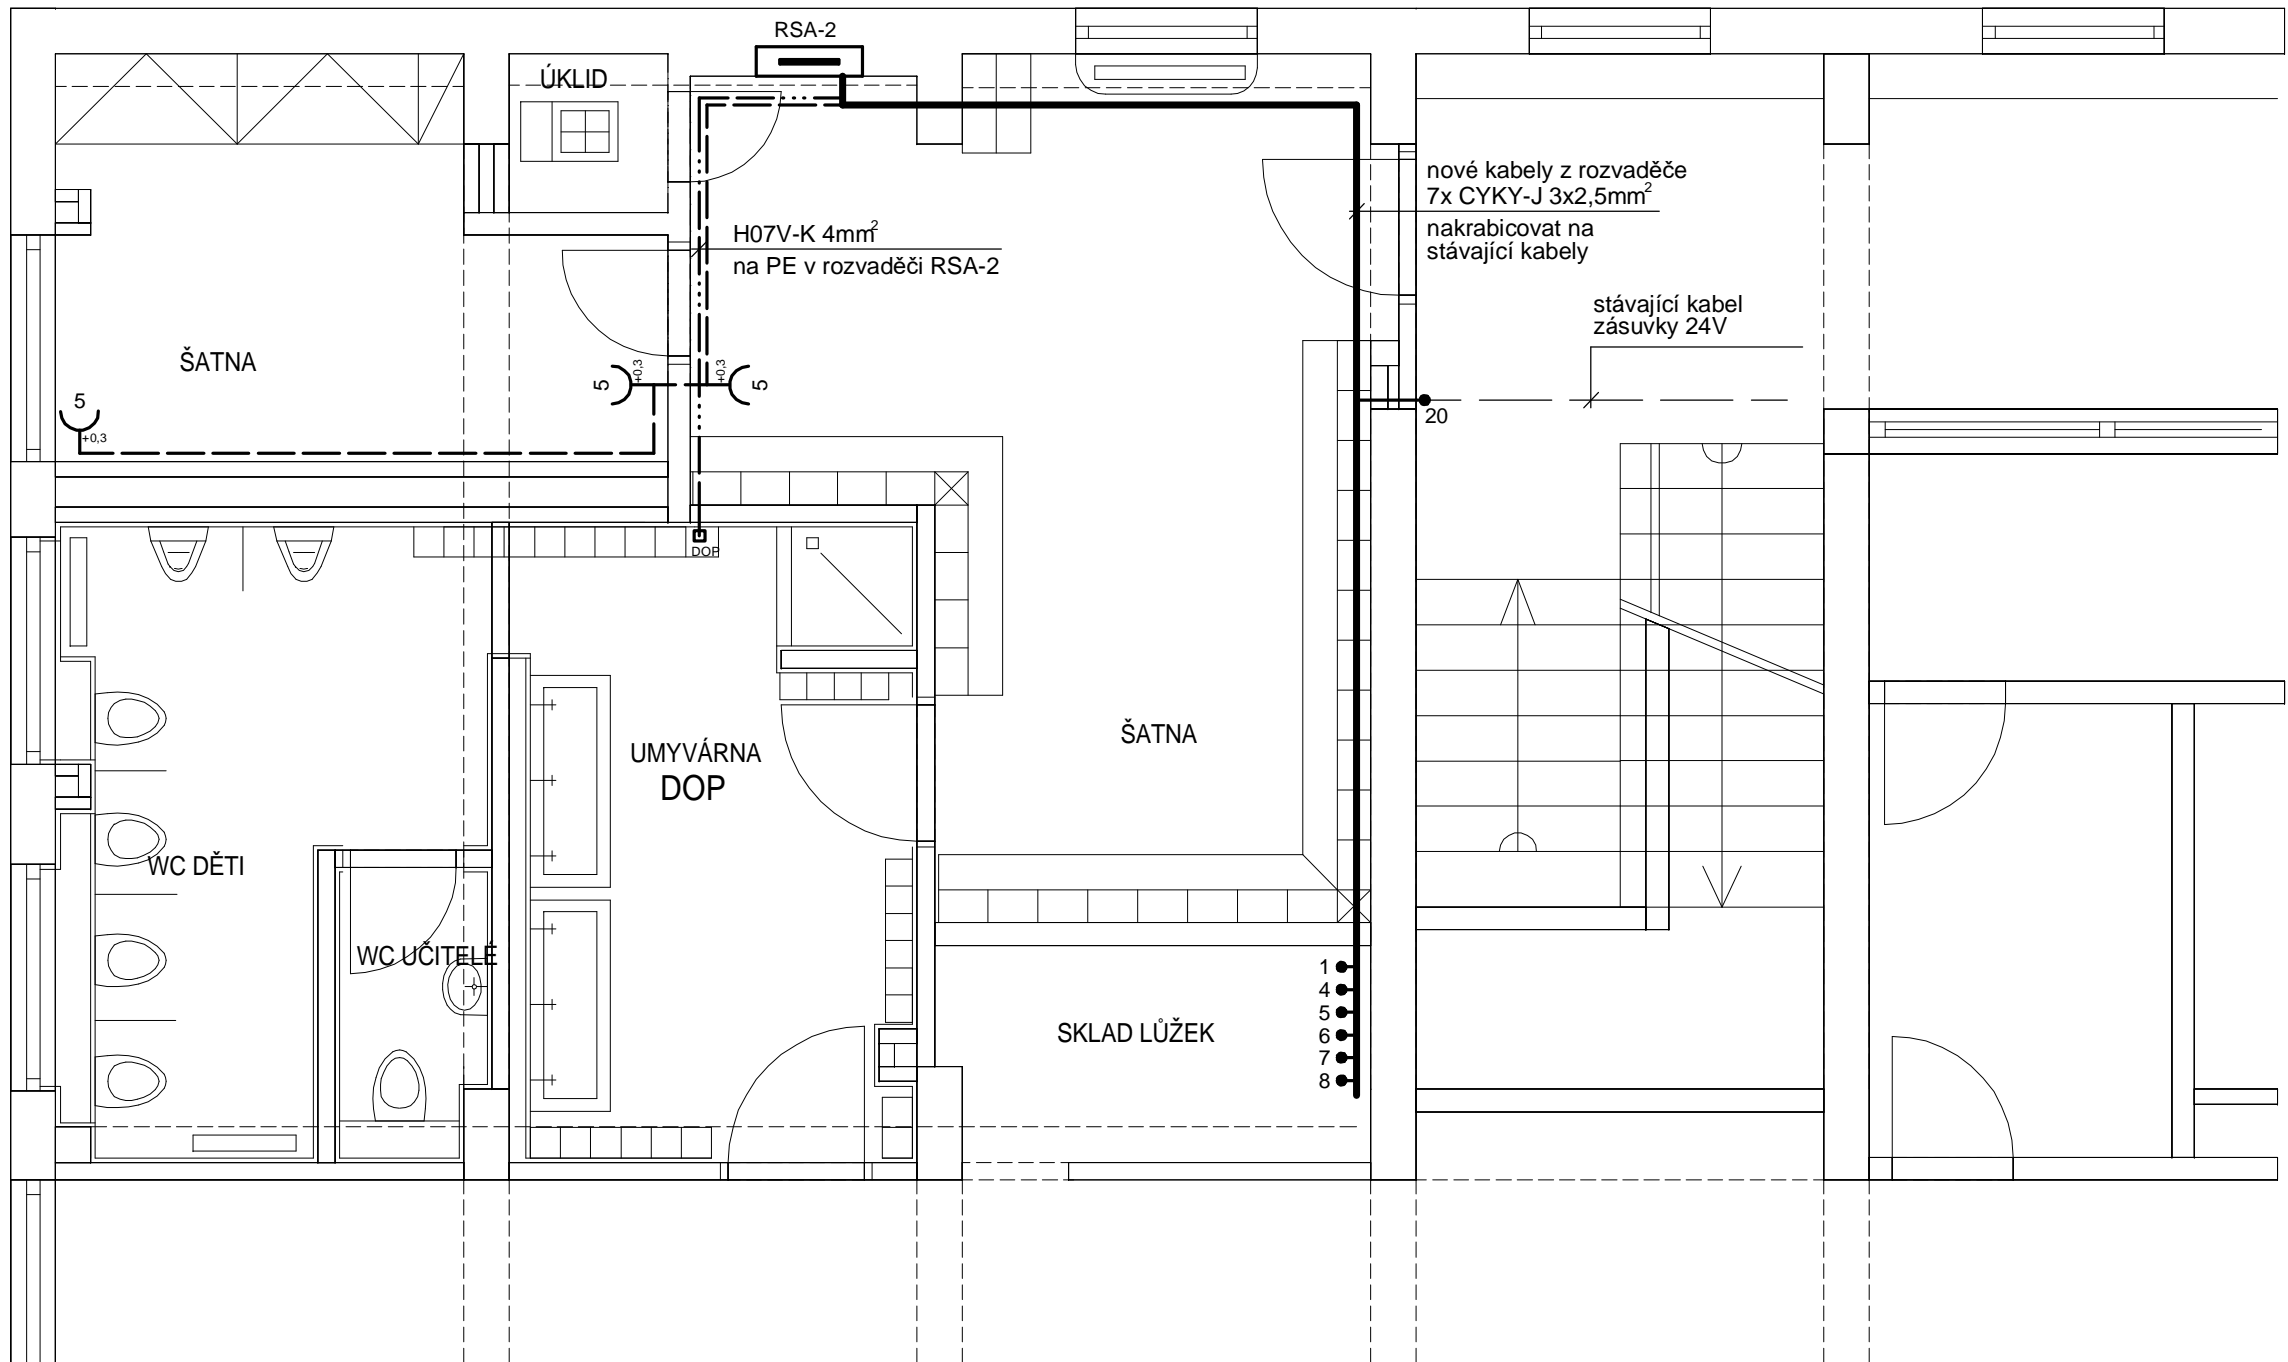 RSA-2
ÚKLID
nové kabely z rozvaděče
7x CYKY-J 3x2,5mm²
nakrabicovat na
stávající kabely
H07V-K 4mm²
na PE v rozvaděči RSA-2
stávající kabel
zásuvky 24V
ŠATNA
5
+0,3
5
+0,3
+0,3
5
20
DOP
ŠATNA
UMYVÁRNA
DOP
WC DĚTI
WC UČITELÉ
SKLAD LŮŽEK
1
4
5
6
7
8